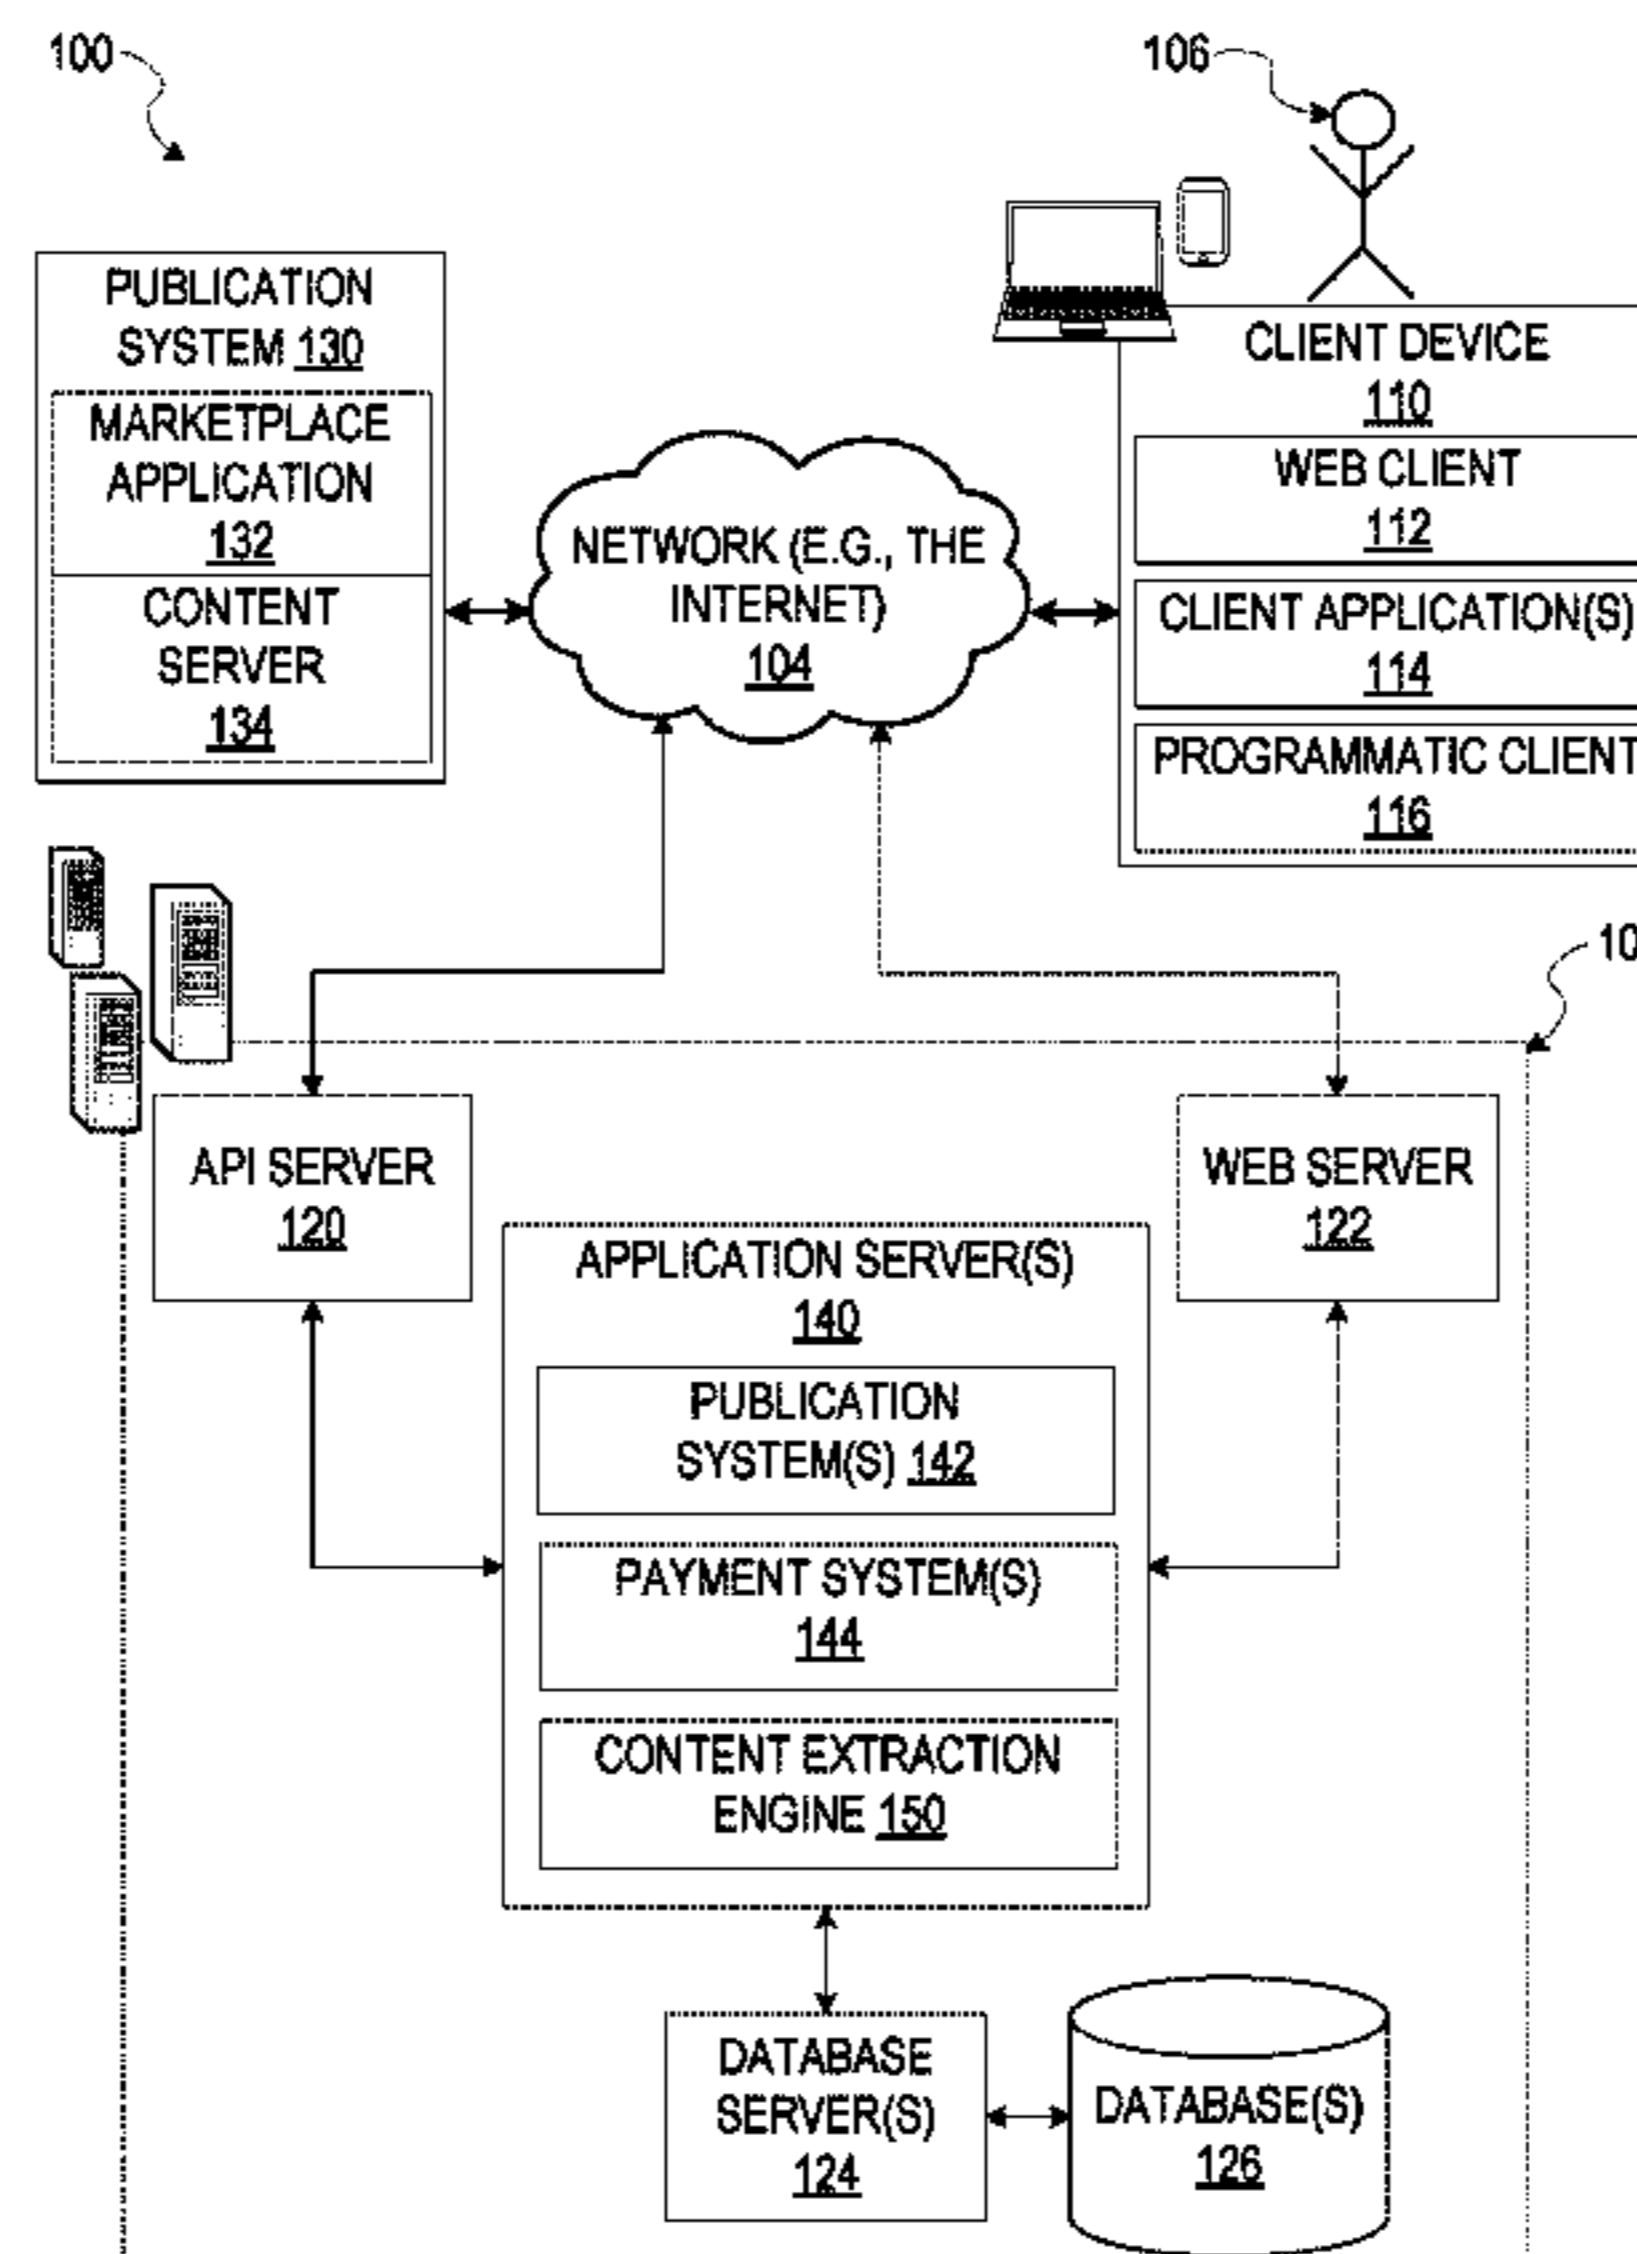 100
106
PUBLICATION
SYSTEM 130
MARKETPLACE
APPLICATION
132
CONTENT
SERVER
134
NETWORK (E.G., THE
INTERNET)
104
CLIENT DEVICE
110
WEB CLIENT
112
CLIENT APPLICATION(S)
114
PROGRAMMATIC CLIENT
116
API SERVER
120
WEB SERVER
122
APPLICATION SERVER(S)
140
PUBLICATION
SYSTEM(S) 142
PAYMENT SYSTEM(S)
144
CONTENT EXTRACTION
ENGINE 150
DATABASE
SERVER(S)
124
DATABASE(S)
126